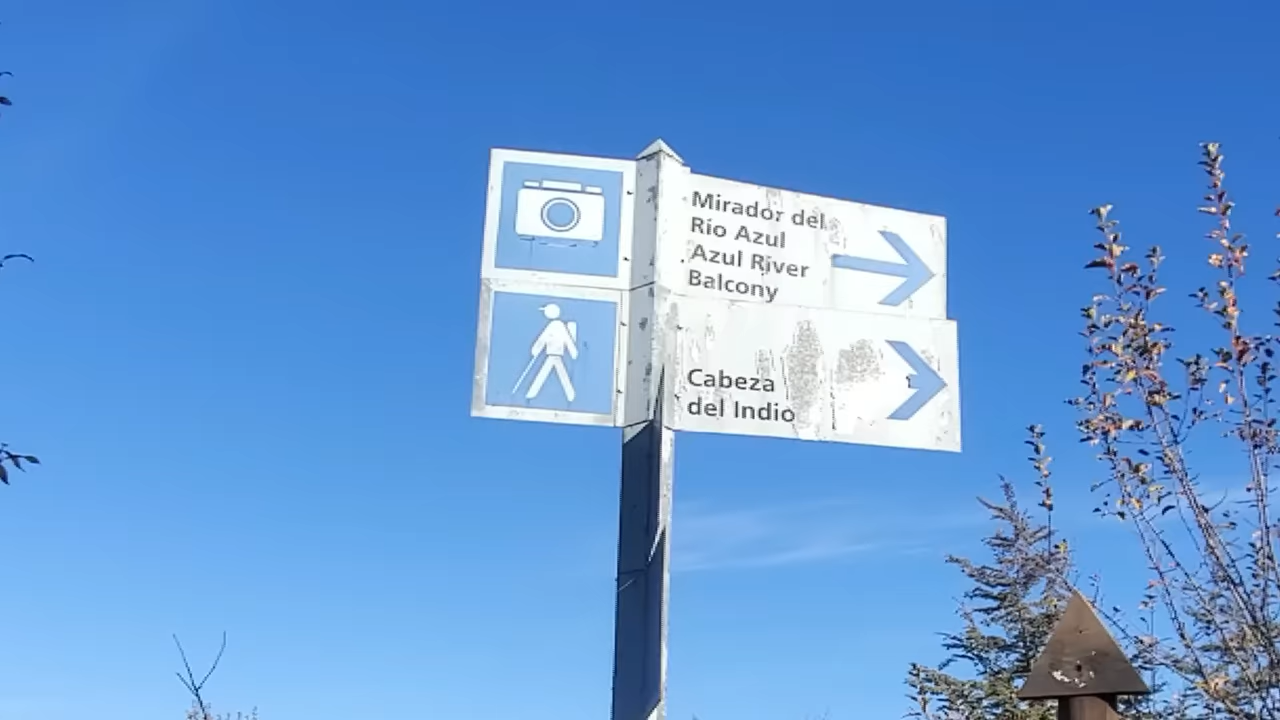 Mirador del
Río Azul
Azul River
Balcony
Cabeza
del Indio